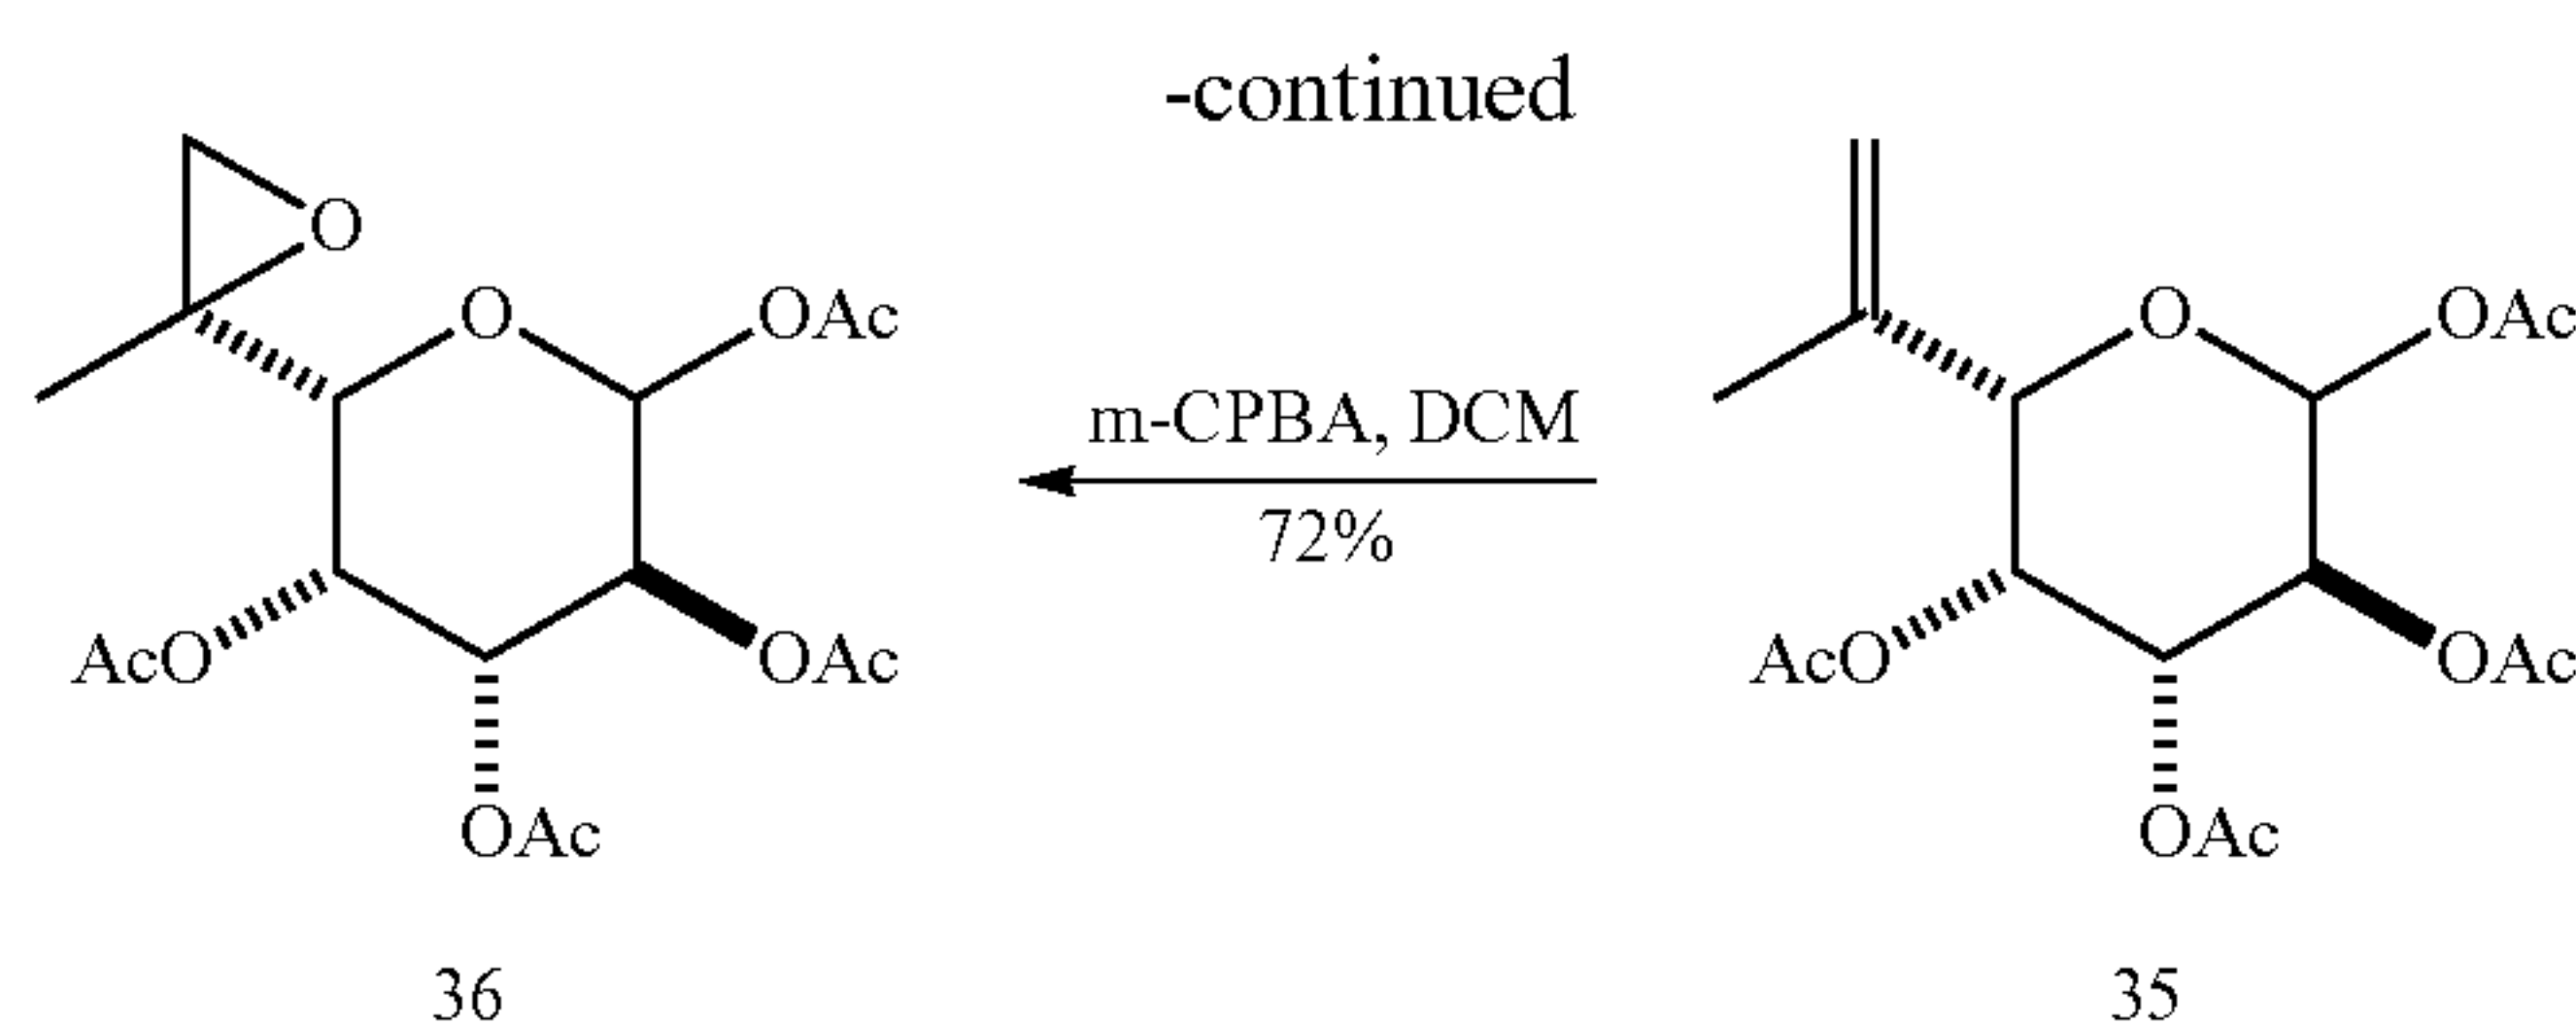 -continued
O
O
OAc
AcO
OAc
OAc
36
m-CPBA, DCM
72%
O
OAc
AcO
OAc
OAc
35